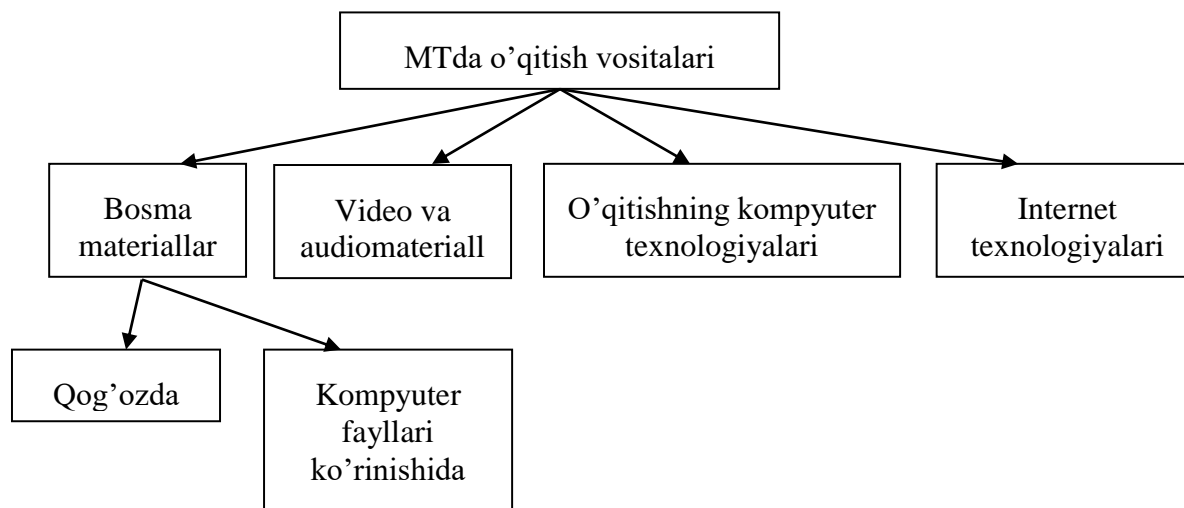 MTda o’qitish vositalari
Bosma
materiallar
Video va
audiomateriall
O’qitishning kompyuter
texnologiyalari
Internet
texnologiyalari
Qog’ozda
Kompyuter
fayllari
ko’rinishida